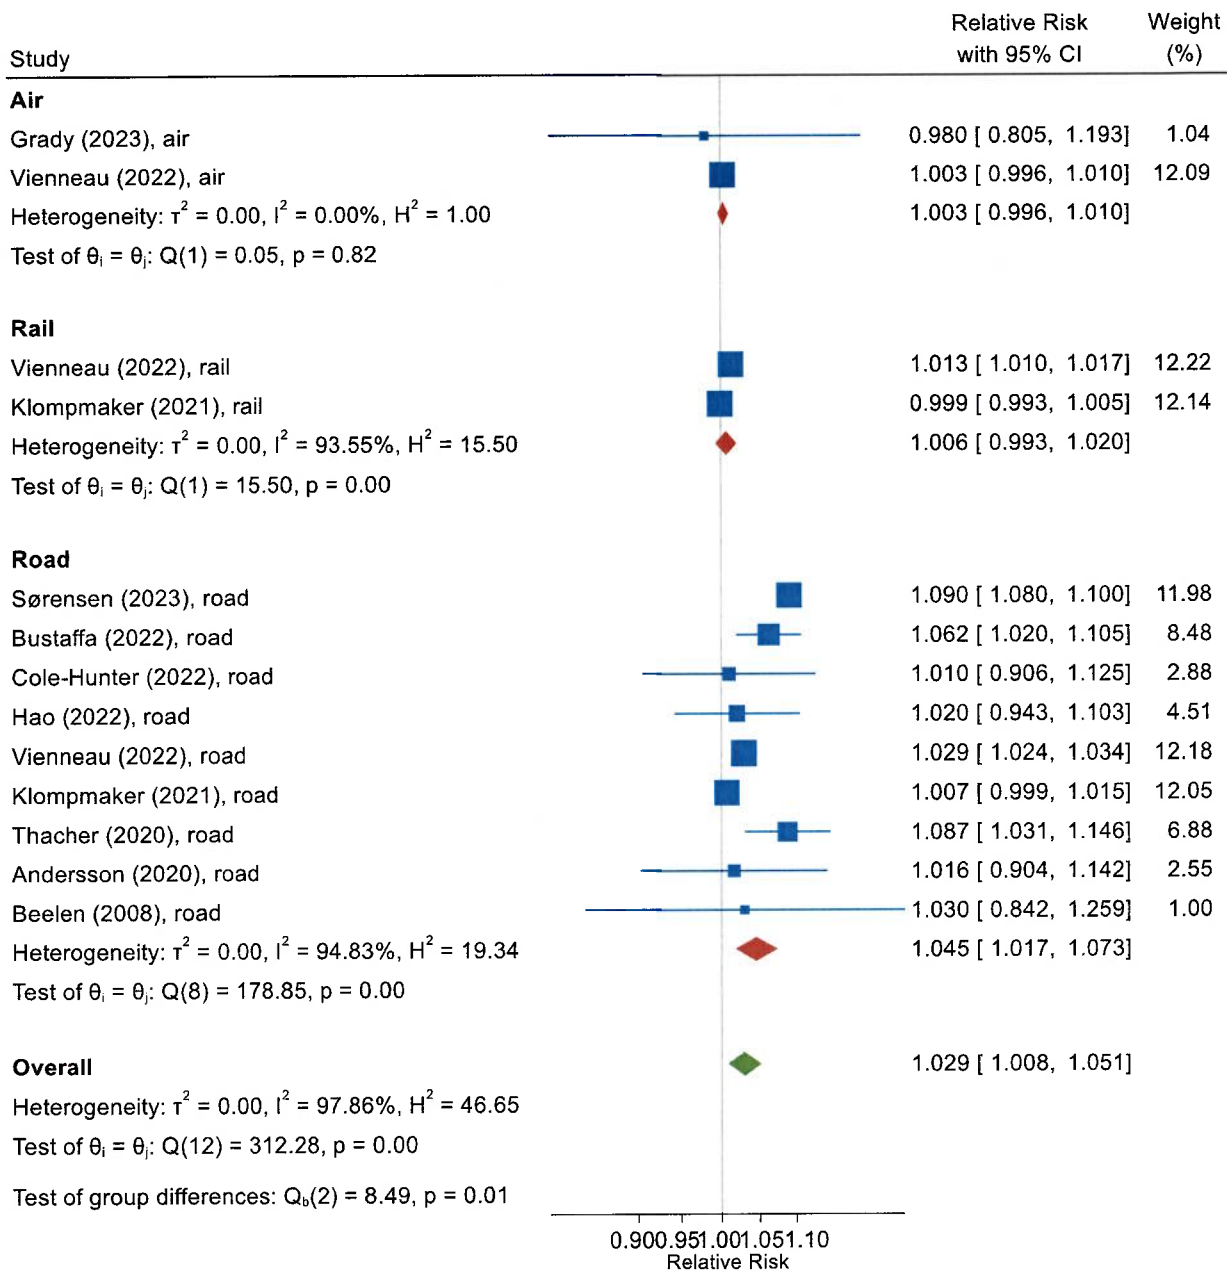 Relative Risk Weight
Study with 95% CI (%)
Air
Grady (2023), air 0.980 [ 0.805, 1.193] 1.04
Vienneau (2022), air 1.003 [ 0.996, 1.010] 12.09
Heterogeneity: τ² = 0.00, I² = 0.00%, H² = 1.00 1.003 [ 0.996, 1.010]
Test of θᵢ = θⱼ: Q(1) = 0.05, p = 0.82
Rail
Vienneau (2022), rail 1.013 [ 1.010, 1.017] 12.22
Klompmaker (2021), rail 0.999 [ 0.993, 1.005] 12.14
Heterogeneity: τ² = 0.00, I² = 93.55%, H² = 15.50 1.006 [ 0.993, 1.020]
Test of θᵢ = θⱼ: Q(1) = 15.50, p = 0.00
Road
Sørensen (2023), road 1.090 [ 1.080, 1.100] 11.98
Bustaffa (2022), road 1.062 [ 1.020, 1.105] 8.48
Cole-Hunter (2022), road 1.010 [ 0.906, 1.125] 2.88
Hao (2022), road 1.020 [ 0.943, 1.103] 4.51
Vienneau (2022), road 1.029 [ 1.024, 1.034] 12.18
Klompmaker (2021), road 1.007 [ 0.999, 1.015] 12.05
Thacher (2020), road 1.087 [ 1.031, 1.146] 6.88
Andersson (2020), road 1.016 [ 0.904, 1.142] 2.55
Beelen (2008), road 1.030 [ 0.842, 1.259] 1.00
Heterogeneity: τ² = 0.00, I² = 94.83%, H² = 19.34 1.045 [ 1.017, 1.073]
Test of θᵢ = θⱼ: Q(8) = 178.85, p = 0.00
Overall 1.029 [ 1.008, 1.051]
Heterogeneity: τ² = 0.00, I² = 97.86%, H² = 46.65
Test of θᵢ = θⱼ: Q(12) = 312.28, p = 0.00
Test of group differences: Q_b(2) = 8.49, p = 0.01
0.900.951.001.051.10
Relative Risk